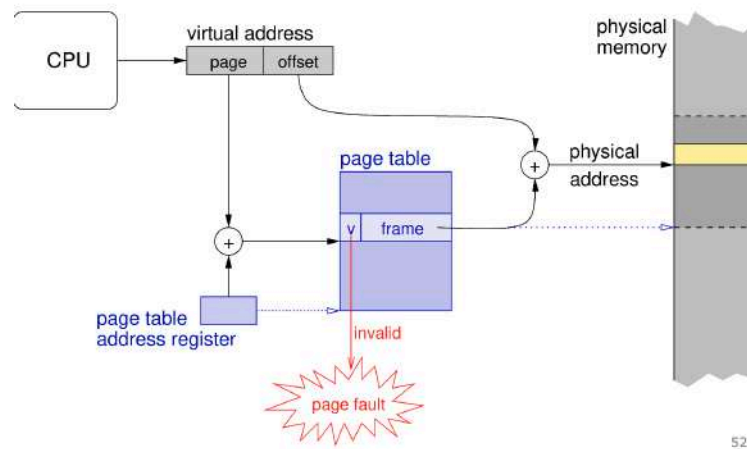 CPU
virtual address
page
offset
physical
memory
page table
physical
address
v
frame
+
+
page table
address register
invalid
page fault
52